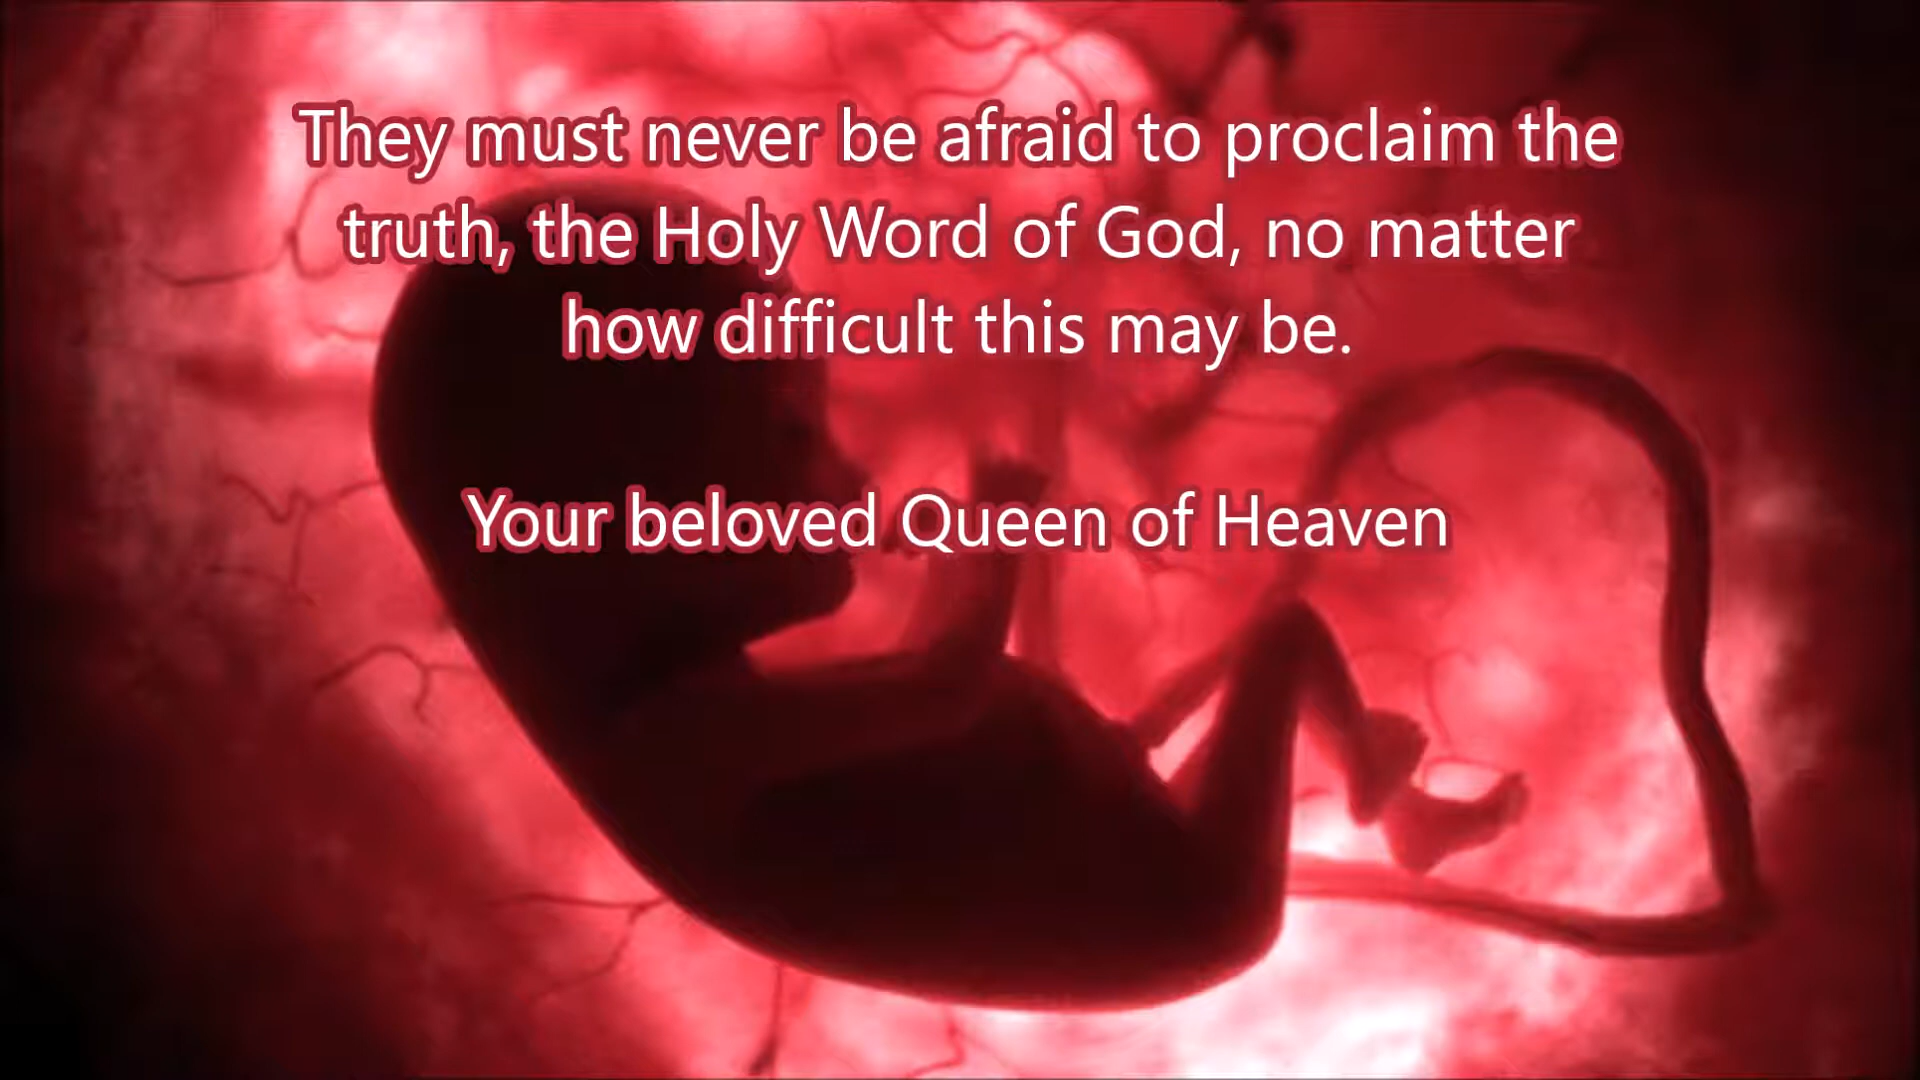 They must never be afraid to proclaim the
truth, the Holy Word of God, no matter
how difficult this may be.
Your beloved Queen of Heaven